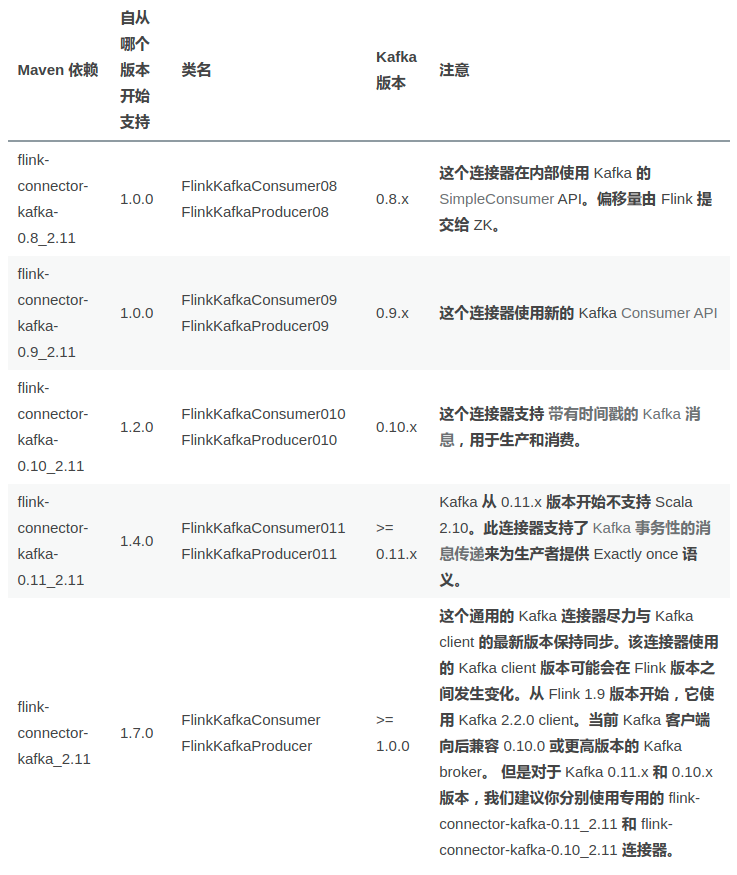 Maven 依赖
自从
哪个
版本
开始
支持
类名
Kafka
版本
注意
flink-
connector-
kafka-
0.8_2.11
1.0.0
FlinkKafkaConsumer08
FlinkKafkaProducer08
0.8.x
这个连接器在内部使用 Kafka 的
SimpleConsumer API。偏移量由 Flink 提
交给 ZK。
flink-
connector-
kafka-
0.9_2.11
1.0.0
FlinkKafkaConsumer09
FlinkKafkaProducer09
0.9.x
这个连接器使用新的 Kafka Consumer API
flink-
connector-
kafka-
0.10_2.11
1.2.0
FlinkKafkaConsumer010
FlinkKafkaProducer010
0.10.x
这个连接器支持 带有时间戳的 Kafka 消
息，用于生产和消费。
flink-
connector-
kafka-
0.11_2.11
1.4.0
FlinkKafkaConsumer011
FlinkKafkaProducer011
>=
0.11.x
Kafka 从 0.11.x 版本开始不支持 Scala
2.10。此连接器支持了 Kafka 事务性的消
息传递来为生产者提供 Exactly once 语
义。
flink-
connector-
kafka_2.11
1.7.0
FlinkKafkaConsumer
FlinkKafkaProducer
>=
1.0.0
这个通用的 Kafka 连接器尽力与 Kafka
client 的最新版本保持同步。该连接器使用
的 Kafka client 版本可能会在 Flink 版本之
间发生变化。从 Flink 1.9 版本开始，它使
用 Kafka 2.2.0 client。当前 Kafka 客户端
向后兼容 0.10.0 或更高版本的 Kafka
broker。 但是对于 Kafka 0.11.x 和 0.10.x
版本，我们建议你分别使用专用的 flink-
connector-kafka-0.11_2.11 和 flink-
connector-kafka-0.10_2.11 连接器。